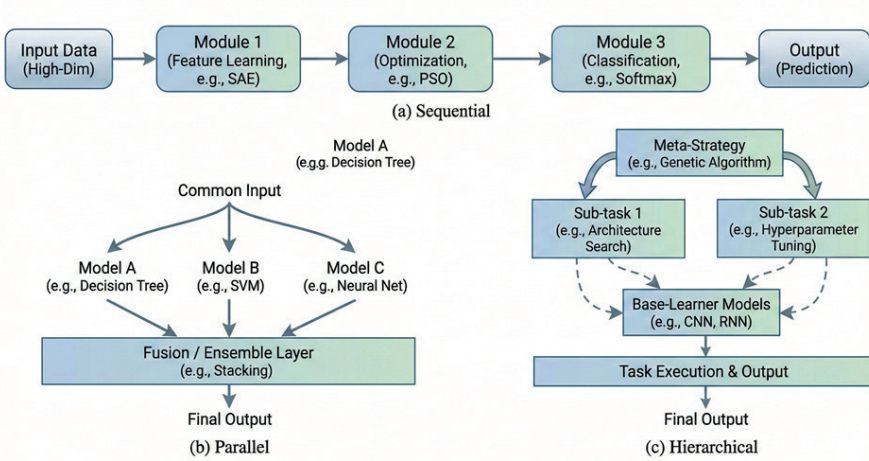 Input Data
(High-Dim)
Module 1
(Feature Learning,
e.g., SAE)
Module 2
(Optimization,
e.g., PSO)
Module 3
(Classification,
e.g., Softmax)
Output
(Prediction)
(a) Sequential
Model A
(e.g.g. Decision Tree)
Common Input
Model A
(e.g., Decision Tree)
Model B
(e.g., SVM)
Model C
(e.g., Neural Net)
Fusion / Ensemble Layer
(e.g., Stacking)
Final Output
(b) Parallel
Meta-Strategy
(e.g., Genetic Algorithm)
Sub-task 1
(e.g., Architecture
Search)
Sub-task 2
(e.g., Hyperparameter
Tuning)
Base-Learner Models
(e.g., CNN, RNN)
Task Execution & Output
Final Output
(c) Hierarchical